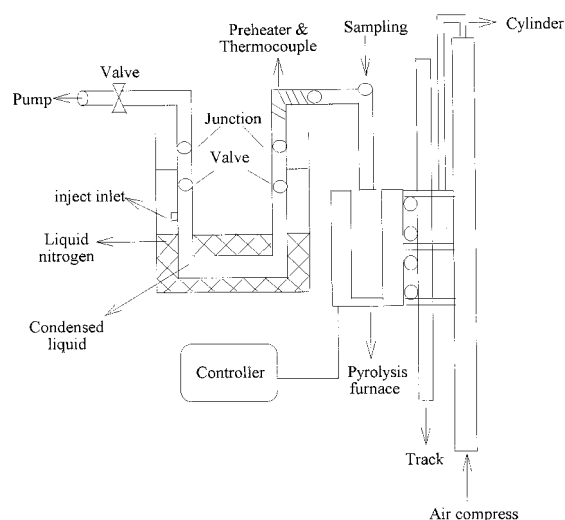 Preheater &
Thermocouple
Sampling
Cylinder
Valve
Pump
Junction
Valve
inject inlet
Liquid
nitrogen
Condensed
liquid
Controller
Pyrolysis
furnace
Track
Air compress